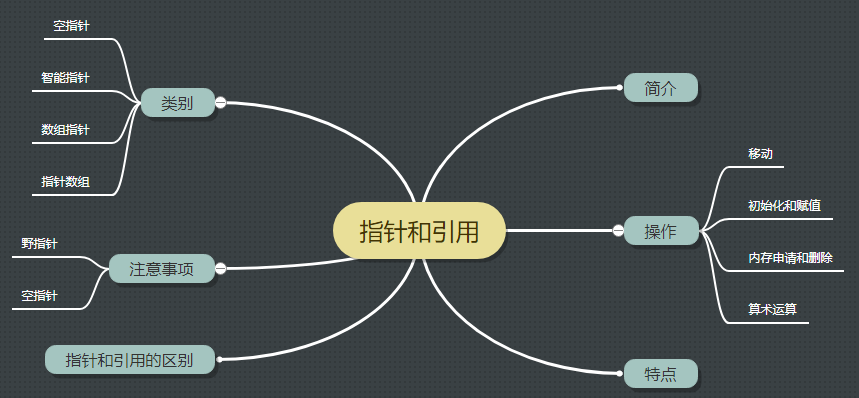 指针和引用
简介
操作
移动
初始化和赋值
内存申请和删除
算术运算
特点
类别
空指针
智能指针
数组指针
指针数组
注意事项
野指针
空指针
指针和引用的区别